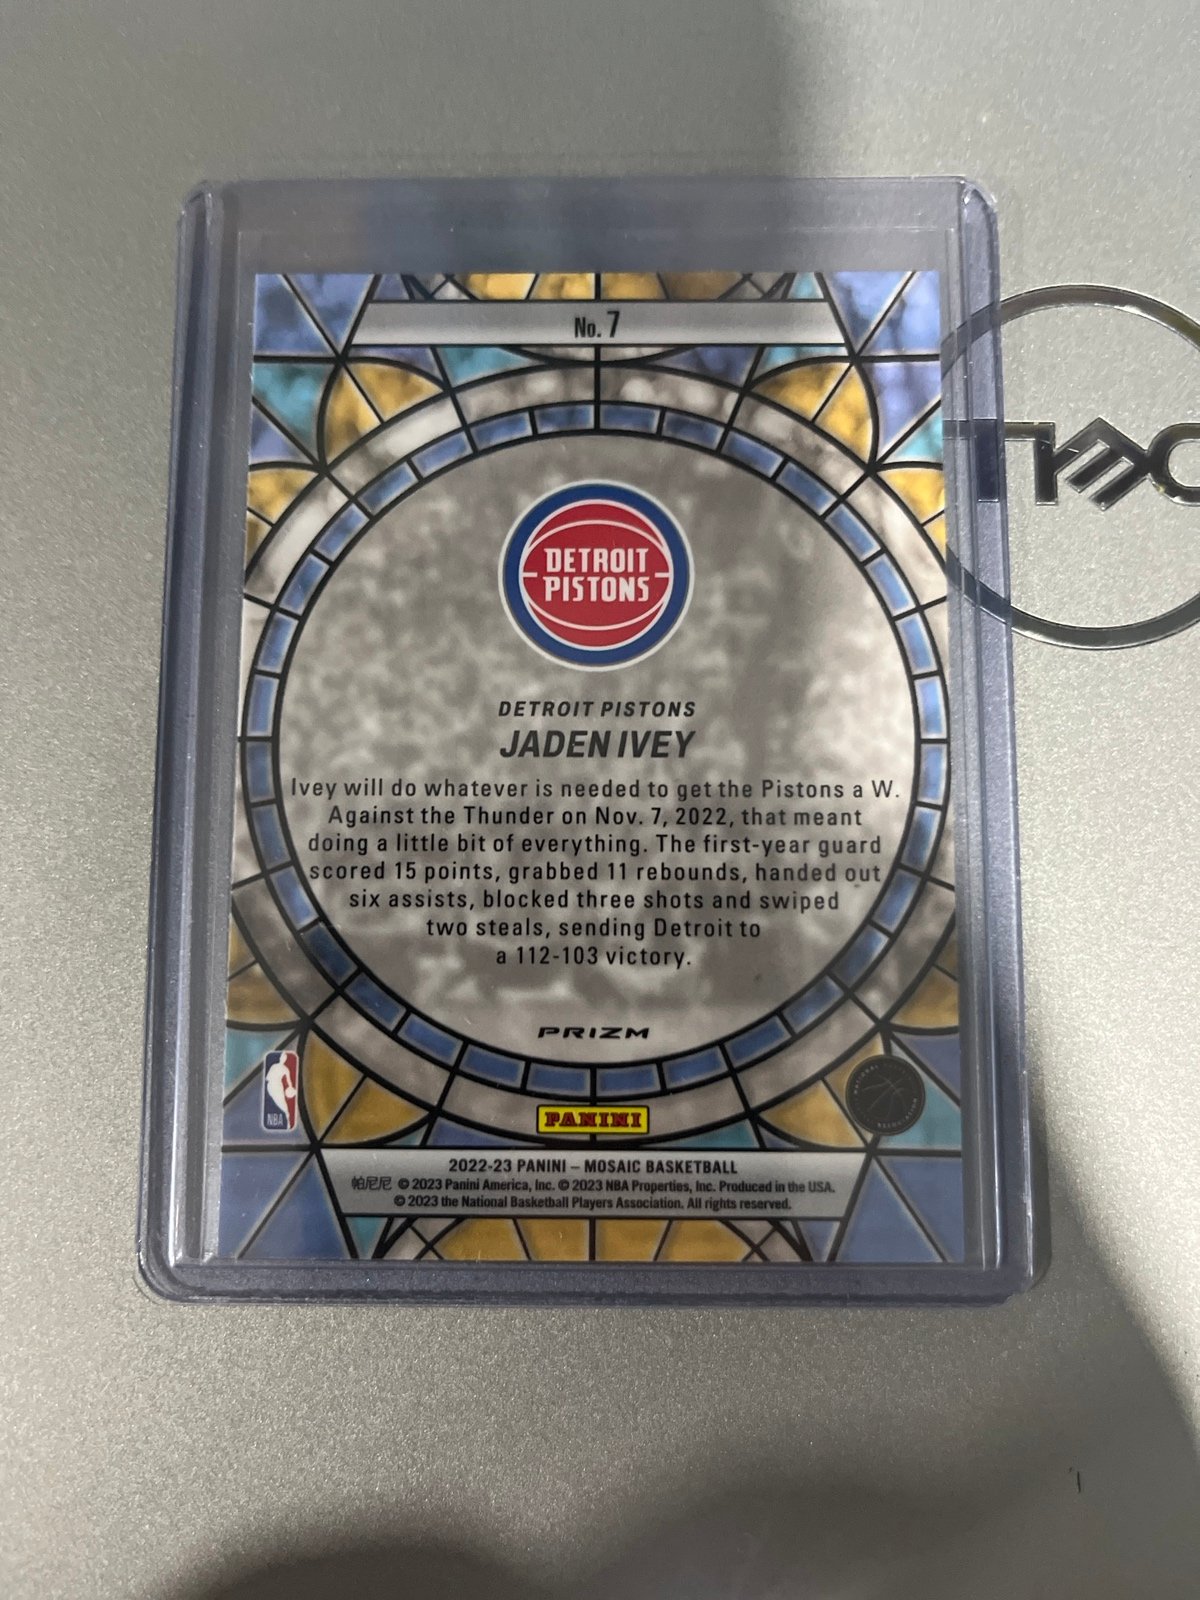 No. 7
DETROIT
PISTONS
DETROIT PISTONS
JADEN IVEY
Ivey will do whatever is needed to get the Pistons a W.
Against the Thunder on Nov. 7, 2022, that meant
doing a little bit of everything. The first-year guard
scored 15 points, grabbed 11 rebounds, handed out
six assists, blocked three shots and swiped
two steals, sending Detroit to
a 112-103 victory.
PRIZM
NBA
PANINI
2022-23 PANINI – MOSAIC BASKETBALL
帕尼尼 © 2023 Panini America, Inc. © 2023 NBA Properties, Inc. Produced in the USA.
© 2023 the National Basketball Players Association. All rights reserved.